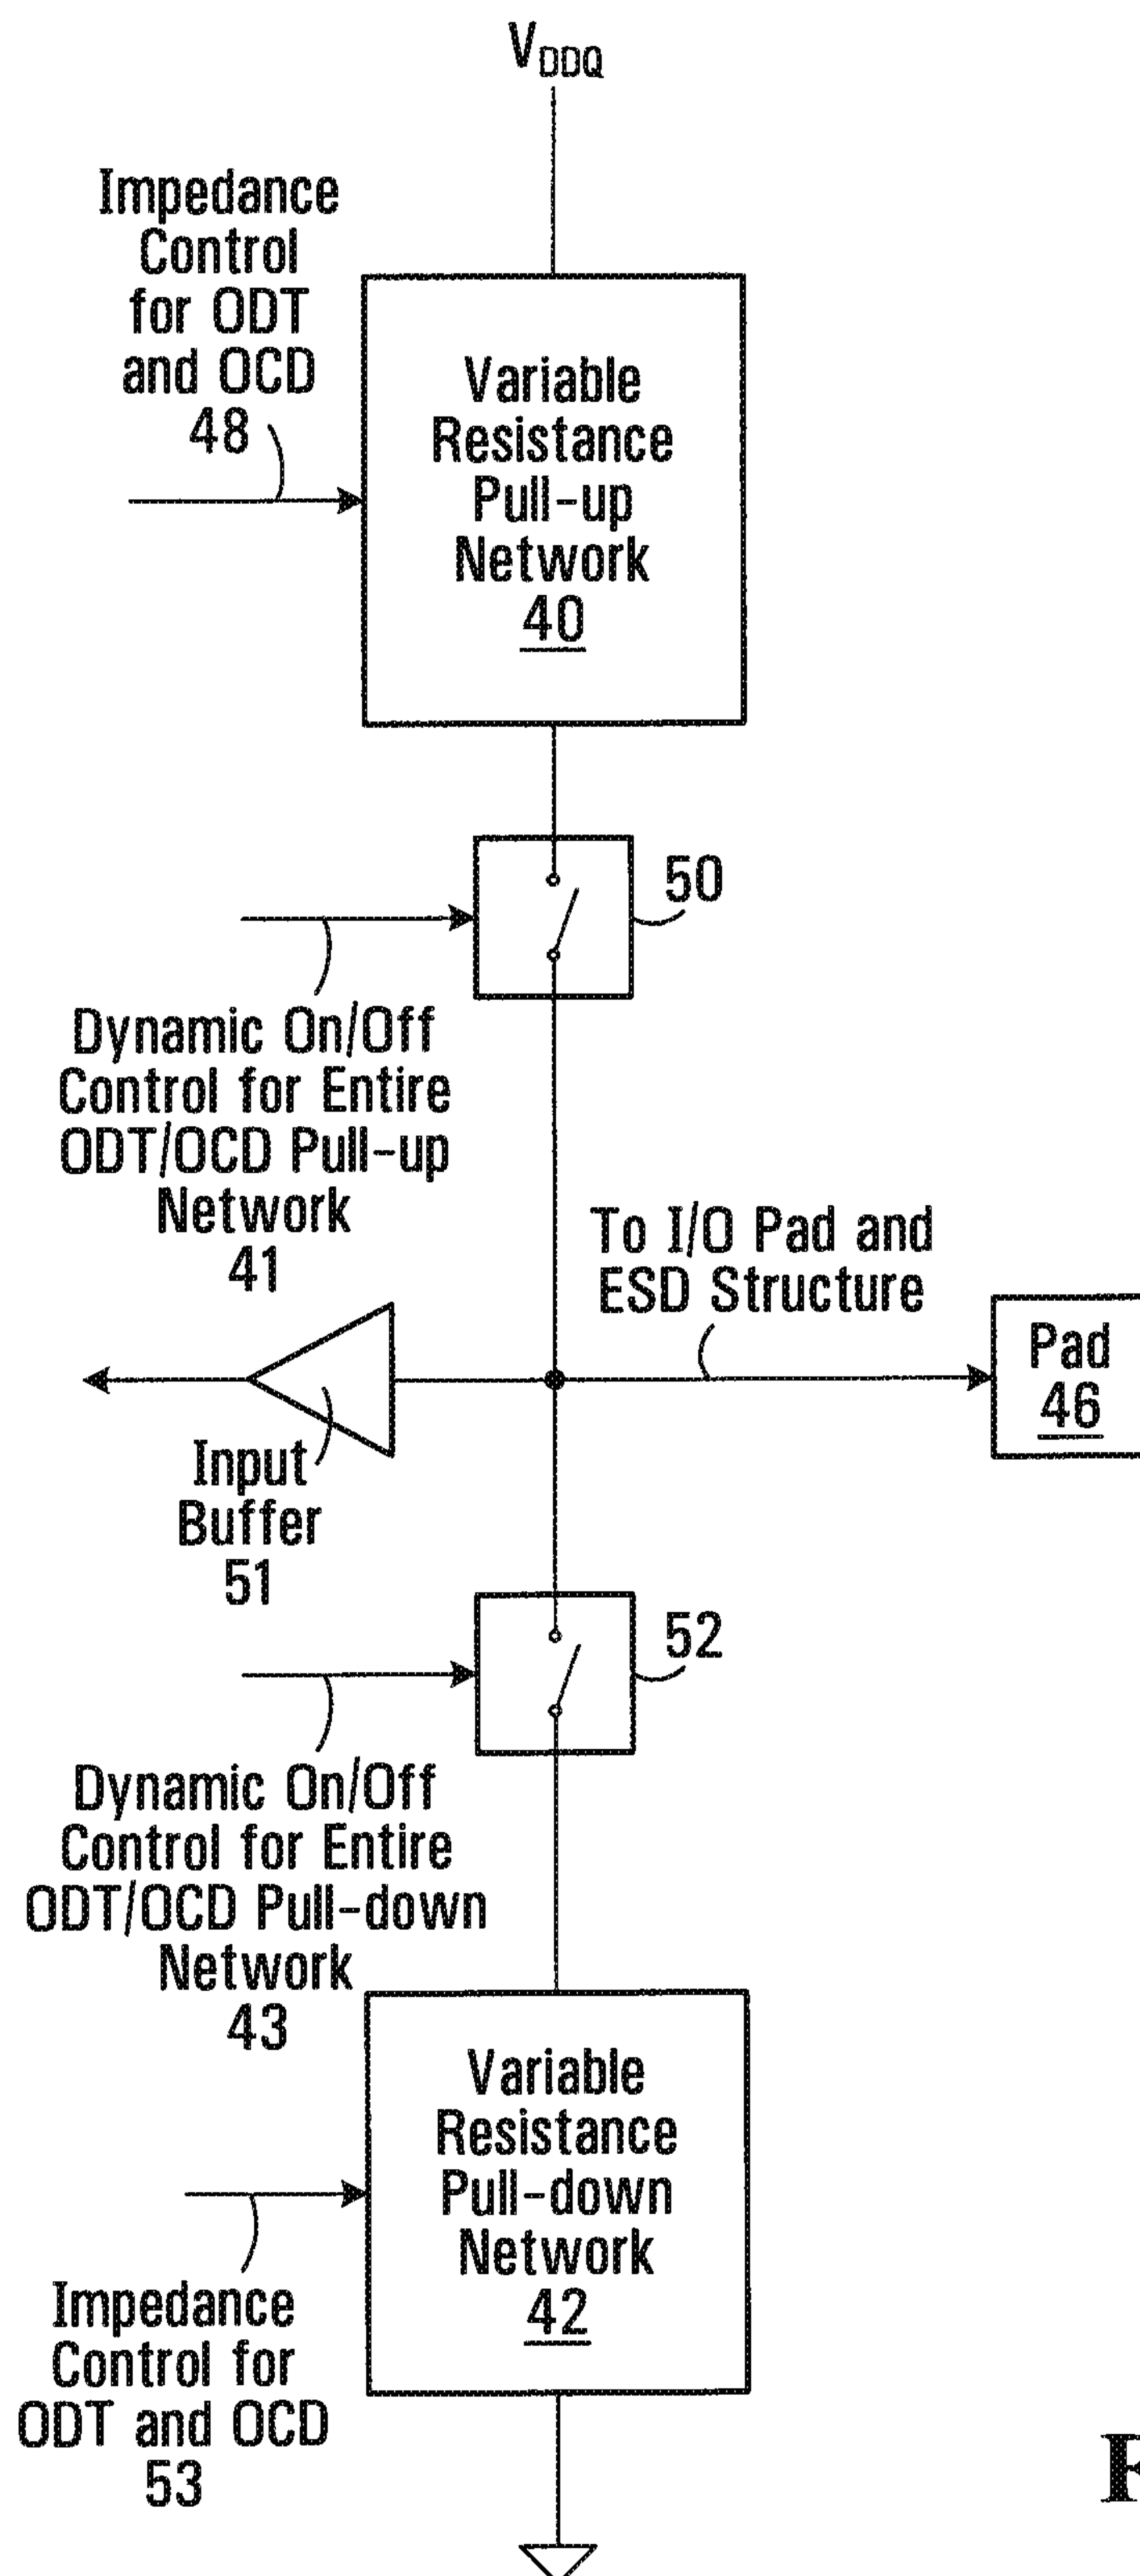 VDDQ
Impedance
Control
for ODT
and OCD
48
Variable
Resistance
Pull-up
Network
40
50
Dynamic On/Off
Control for Entire
ODT/OCD Pull-up
Network
41
To I/O Pad and
ESD Structure
Pad
46
Input
Buffer
51
52
Dynamic On/Off
Control for Entire
ODT/OCD Pull-down
Network
43
Variable
Resistance
Pull-down
Network
42
Impedance
Control for
ODT and OCD
53